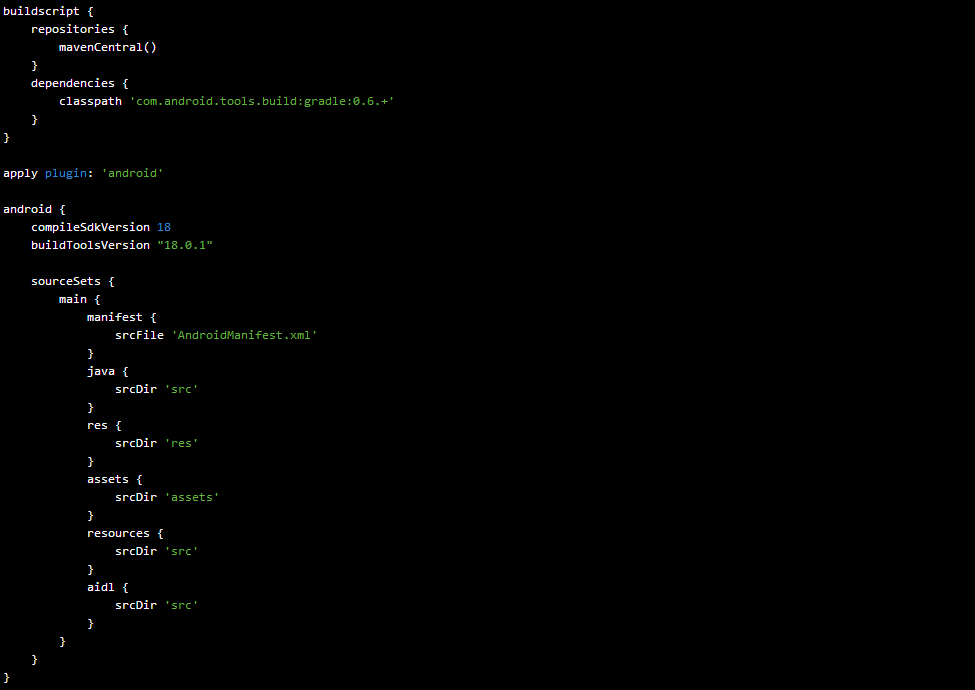 buildscript {
    repositories {
        mavenCentral()
    }
    dependencies {
        classpath 'com.android.tools.build:gradle:0.6.+'
    }
}

apply plugin: 'android'

android {
    compileSdkVersion 18
    buildToolsVersion "18.0.1"

    sourceSets {
        main {
            manifest {
                srcFile 'AndroidManifest.xml'
            }
            java {
                srcDir 'src'
            }
            res {
                srcDir 'res'
            }
            assets {
                srcDir 'assets'
            }
            resources {
                srcDir 'src'
            }
            aidl {
                srcDir 'src'
            }
        }
    }
}